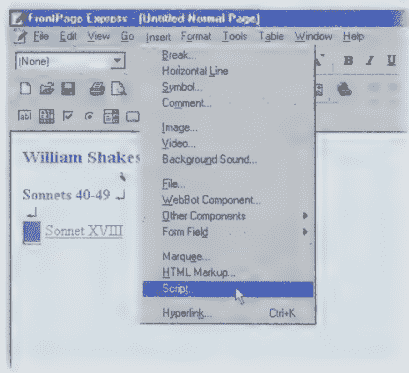 FrontPage Express - [Untitled Normal Page]
File Edit View Go Insert Format Tools Table Window Help
(None)
B I U
Break...
Horizontal Line
Symbol...
Comment...
Image...
Video...
Background Sound...
File...
WebBot Component...
Other Components
Form Field
Marquee...
HTML Markup...
Script...
Hyperlink... Ctrl+K
William Shakes
Sonnets 40-49
Sonnet XVIII